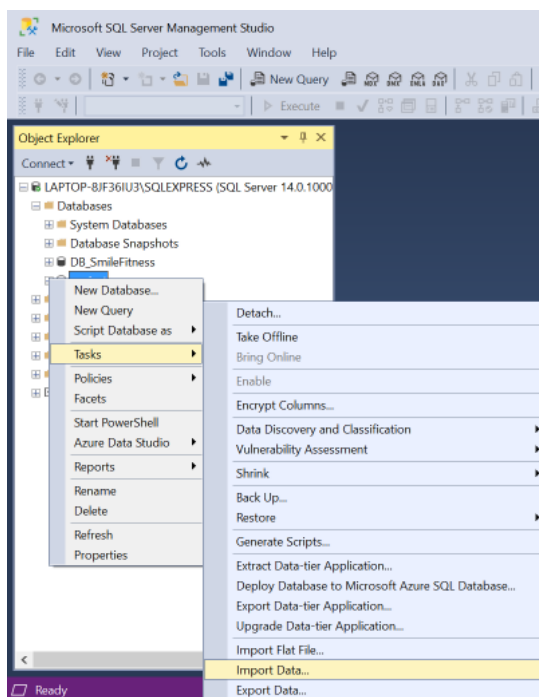 Microsoft SQL Server Management Studio
File Edit View Project Tools Window Help
New Query
Execute
Object Explorer
Connect
LAPTOP-8JF36IU3\SQLEXPRESS (SQL Server 14.0.1000
Databases
System Databases
Database Snapshots
DB_SmileFitness
New Database...
New Query
Script Database as
Tasks
Policies
Facets
Start PowerShell
Azure Data Studio
Reports
Rename
Delete
Refresh
Properties
Detach...
Take Offline
Bring Online
Enable
Encrypt Columns...
Data Discovery and Classification
Vulnerability Assessment
Shrink
Back Up...
Restore
Generate Scripts...
Extract Data-tier Application...
Deploy Database to Microsoft Azure SQL Database...
Export Data-tier Application...
Upgrade Data-tier Application...
Import Flat File...
Import Data...
Export Data...
Ready